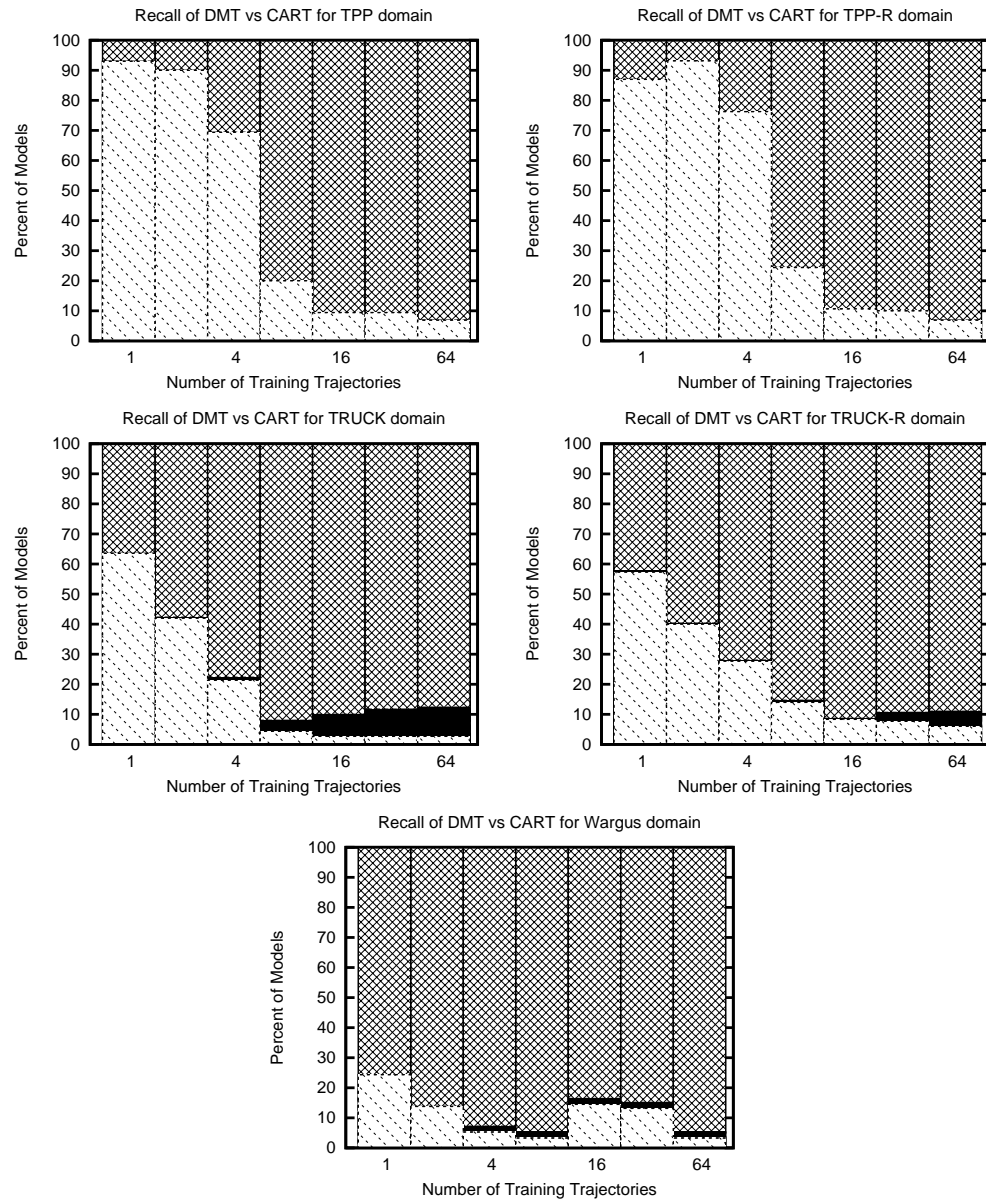 Recall of DMT vs CART for TPP domain
100
90
80
70
60
50
40
30
20
10
0
Percent of Models
1 4 16 64
Number of Training Trajectories
Recall of DMT vs CART for TPP-R domain
100
90
80
70
60
50
40
30
20
10
0
Percent of Models
1 4 16 64
Number of Training Trajectories
Recall of DMT vs CART for TRUCK domain
100
90
80
70
60
50
40
30
20
10
0
Percent of Models
1 4 16 64
Number of Training Trajectories
Recall of DMT vs CART for TRUCK-R domain
100
90
80
70
60
50
40
30
20
10
0
Percent of Models
1 4 16 64
Number of Training Trajectories
Recall of DMT vs CART for Wargus domain
100
90
80
70
60
50
40
30
20
10
0
Percent of Models
1 4 16 64
Number of Training Trajectories